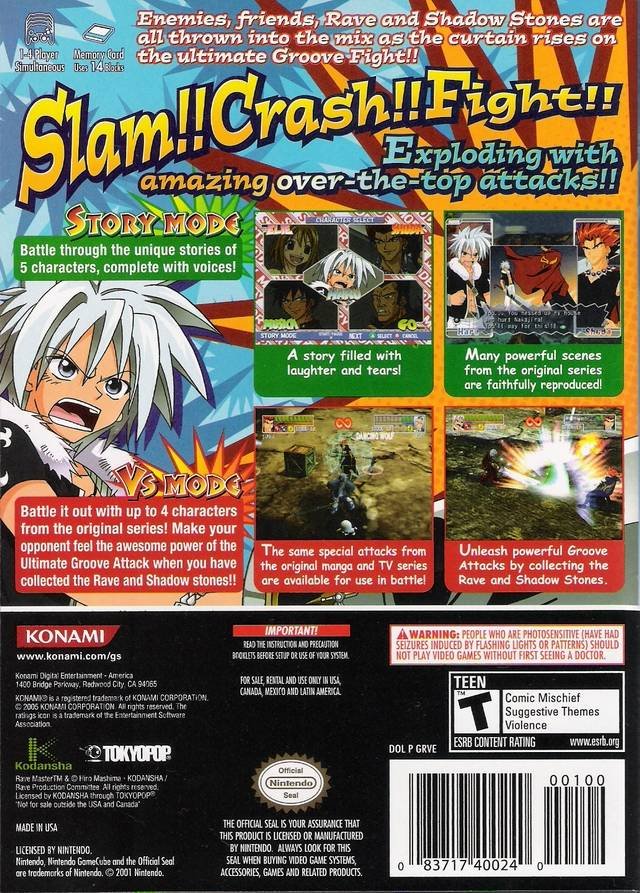 Enemies, friends, Rave and Shadow Stones are
all thrown into the mix as the curtain rises on
the ultimate Groove Fight!!
1-4 Player
Simultaneous
Memory Card
Uses 14 Blocks
Slam!!Crash!!Fight!!
Exploding with
amazing over-the-top attacks!!
STORY MODE
Battle through the unique stories of
5 characters, complete with voices!
CHARACTER SELECT
ELIE
SHUDA
HARU
MUSICA
GO
STORY MODE
NEXT
SELECT
CANCEL
A story filled with
laughter and tears!
Haru
Shuda
Many powerful scenes
from the original series
are faithfully reproduced!
VS MODE
Battle it out with up to 4 characters
from the original series! Make your
opponent feel the awesome power of the
Ultimate Groove Attack when you have
collected the Rave and Shadow stones!!
DANCING WOLF
The same special attacks from
the original manga and TV series
are available for use in battle!
Unleash powerful Groove
Attacks by collecting the
Rave and Shadow Stones.
KONAMI
www.konami.com/gs
Konami Digital Entertainment - America
1400 Bridge Parkway, Redwood City, CA 94065
KONAMI® is a registered trademark of KONAMI CORPORATION.
© 2005 KONAMI CORPORATION. All rights reserved. The
ratings icon is a trademark of the Entertainment Software
Association.
Kodansha
TOKYOPOP
Rave MasterTM & © Hiro Mashima - KODANSHA /
Rave Production Committee. All rights reserved.
Licensed by KODANSHA through TOKYOPOP®
"Not for sale outside the USA and Canada"
MADE IN USA
LICENSED BY NINTENDO.
Nintendo, Nintendo GameCube and the Official Seal
are trademarks of Nintendo. © 2001 Nintendo.
IMPORTANT!
READ THE INSTRUCTION AND PRECAUTION
BOOKLETS BEFORE SETUP OR USE OF YOUR SYSTEM.
FOR SALE, RENTAL AND USE ONLY IN USA,
CANADA, MEXICO AND LATIN AMERICA.
Official
Nintendo
Seal
THE OFFICIAL SEAL IS YOUR ASSURANCE THAT
THIS PRODUCT IS LICENSED OR MANUFACTURED
BY NINTENDO. ALWAYS LOOK FOR THIS
SEAL WHEN BUYING VIDEO GAME SYSTEMS,
ACCESSORIES, GAMES AND RELATED PRODUCTS.
WARNING: PEOPLE WHO ARE PHOTOSENSITIVE (HAVE HAD
SEIZURES INDUCED BY FLASHING LIGHTS OR PATTERNS) SHOULD
NOT PLAY VIDEO GAMES WITHOUT FIRST SEEING A DOCTOR.
TEEN
T
TM
Comic Mischief
Suggestive Themes
Violence
ESRB CONTENT RATING www.esrb.org
DOL P GRVE
00100
0 83717 40024 0